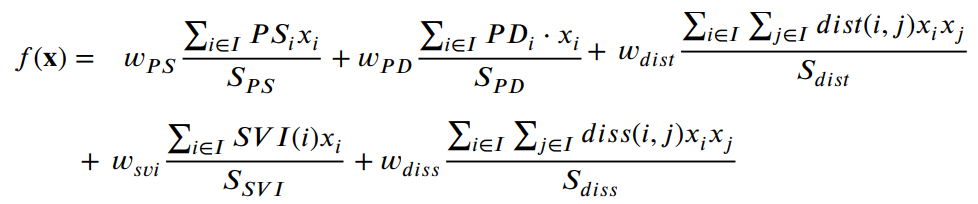 f(x) = w_{PS} \frac{\sum_{i \in I} PS_i x_i}{S_{PS}} + w_{PD} \frac{\sum_{i \in I} PD_i \cdot x_i}{S_{PD}} + w_{dist} \frac{\sum_{i \in I} \sum_{j \in I} dist(i, j) x_i x_j}{S_{dist}}
+ w_{svi} \frac{\sum_{i \in I} SVI(i) x_i}{S_{SVI}} + w_{diss} \frac{\sum_{i \in I} \sum_{j \in I} diss(i, j) x_i x_j}{S_{diss}}